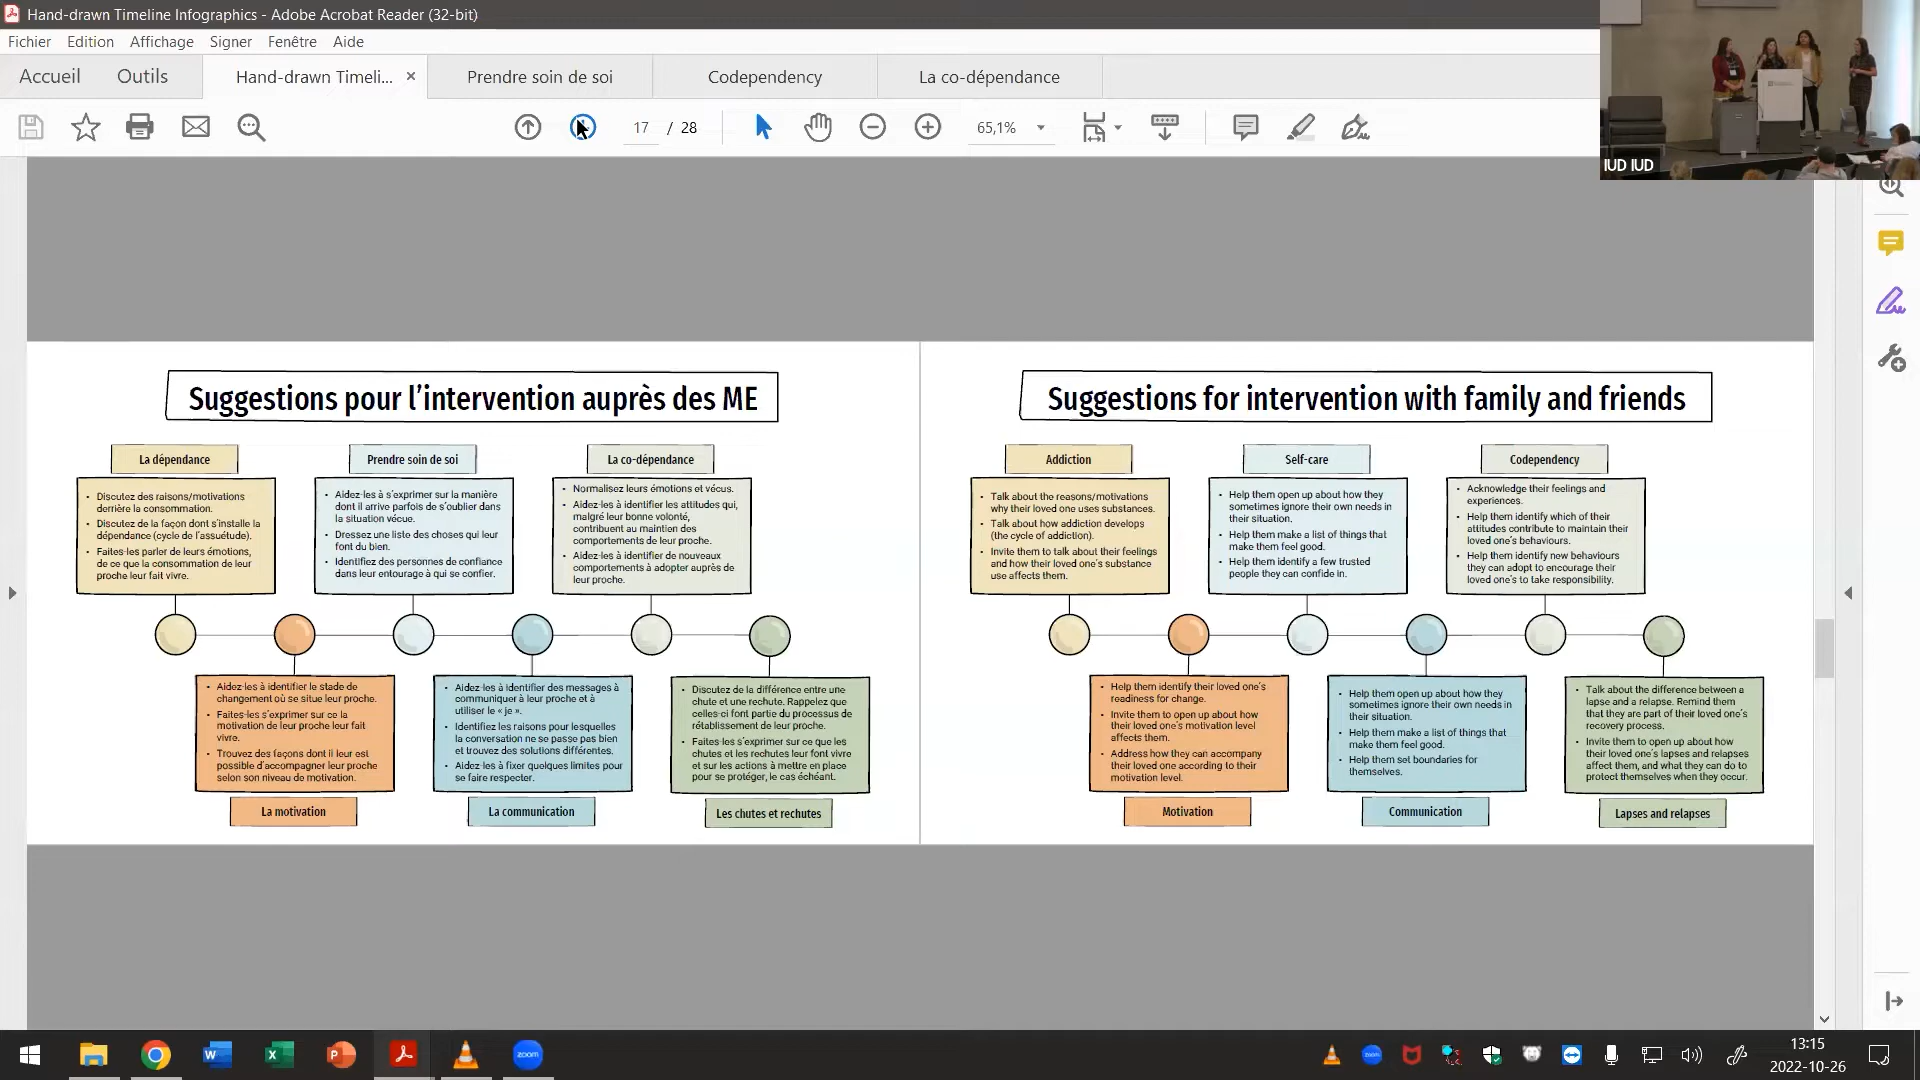 Hand-drawn Timeline Infographics - Adobe Acrobat Reader (32-bit)
Fichier Edition Affichage Signer Fenêtre Aide
Accueil Outils Hand-drawn Timeli... × Prendre soin de soi Codependency La co-dépendance
17 / 28 65,1%
IUD IUD
Suggestions pour l'intervention auprès des ME
La dépendance
• Discutez des raisons/motivations
derrière la consommation.
• Discutez de la façon dont s'installe la
dépendance (cycle de l'assuétude).
• Faites-les parler de leurs émotions,
de ce que la consommation de leur
proche leur fait vivre.
Prendre soin de soi
• Aidez-les à s'exprimer sur la manière
dont il arrive parfois de s'oublier dans
la situation vécue.
• Dressez une liste des choses qui leur
font du bien.
• Identifiez des personnes de confiance
dans leur entourage à qui se confier.
La co-dépendance
• Normalisez leurs émotions et vécus.
• Aidez-les à identifier les attitudes qui,
malgré leur bonne volonté,
contribuent au maintien des
comportements de leur proche.
• Aidez-les à identifier de nouveaux
comportements à adopter auprès de
leur proche.
• Aidez-les à identifier le stade de
changement où se situe leur proche.
• Faites-les s'exprimer sur ce la
motivation de leur proche leur fait
vivre.
• Trouvez des façons dont il leur est
possible d'accompagner leur proche
selon son niveau de motivation.
La motivation
• Aidez-les à identifier des messages à
communiquer à leur proche et à
utiliser le « je ».
• Identifiez les raisons pour lesquelles
la conversation ne se passe pas bien
et trouvez des solutions différentes.
• Aidez-les à fixer quelques limites pour
se faire respecter.
La communication
• Discutez de la différence entre une
chute et une rechute. Rappelez que
celles-ci font partie du processus de
rétablissement de leur proche.
• Faites-les s'exprimer sur ce que les
chutes et les rechutes leur font vivre
et sur les actions à mettre en place
pour se protéger, le cas échéant.
Les chutes et rechutes
Suggestions for intervention with family and friends
Addiction
• Talk about the reasons/motivations
why their loved one uses substances.
• Talk about how addiction develops
(the cycle of addiction).
• Invite them to talk about their feelings
and how their loved one's substance
use affects them.
Self-care
• Help them open up about how they
sometimes ignore their own needs in
their situation.
• Help them make a list of things that
make them feel good.
• Help them identify a few trusted
people they can confide in.
Codependency
• Acknowledge their feelings and
experiences.
• Help them identify which of their
attitudes contribute to maintain their
loved one's behaviours.
• Help them identify new behaviours
they can adopt to encourage their
loved one's to take responsibility.
• Help them identify their loved one's
readiness for change.
• Invite them to open up about how
their loved one's motivation level
affects them.
• Address how they can accompany
their loved one according to their
motivation level.
Motivation
• Help them open up about how they
sometimes ignore their own needs in
their situation.
• Help them make a list of things that
make them feel good.
• Help them set boundaries for
themselves.
Communication
• Talk about the difference between a
lapse and a relapse. Remind them
that they are part of their loved one's
recovery process.
• Invite them to open up about how
their loved one's lapses and relapses
affect them, and what they can do to
protect themselves when they occur.
Lapses and relapses
zoom
13:15
2022-10-26